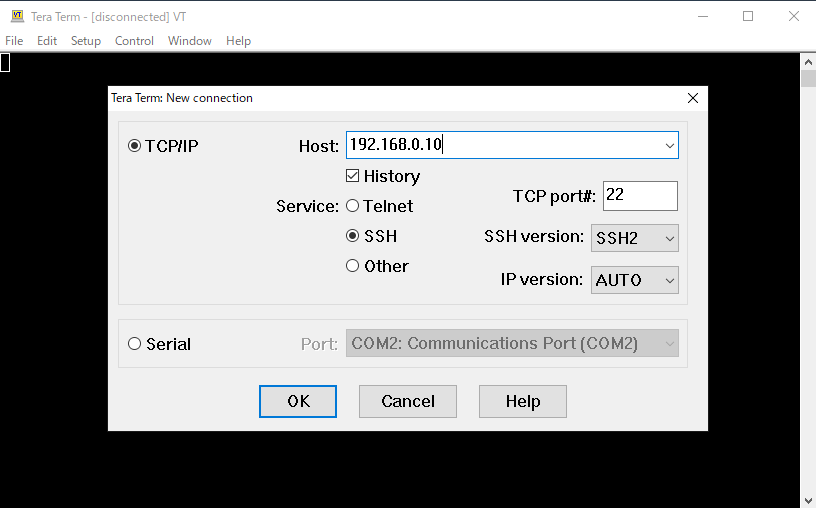 VT Tera Term - [disconnected] VT
File Edit Setup Control Window Help
Tera Term: New connection
TCP/IP Host: 192.168.0.10
History
Service: Telnet TCP port#: 22
SSH SSH version: SSH2
Other IP version: AUTO
Serial Port: COM2: Communications Port (COM2)
OK Cancel Help